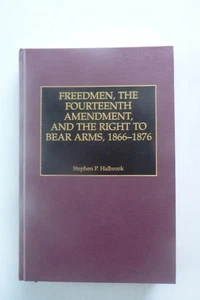 FREEDMEN, THE
FOURTEENTH
AMENDMENT,
AND THE RIGHT TO
BEAR ARMS, 1866–1876
Stephen P. Halbrook